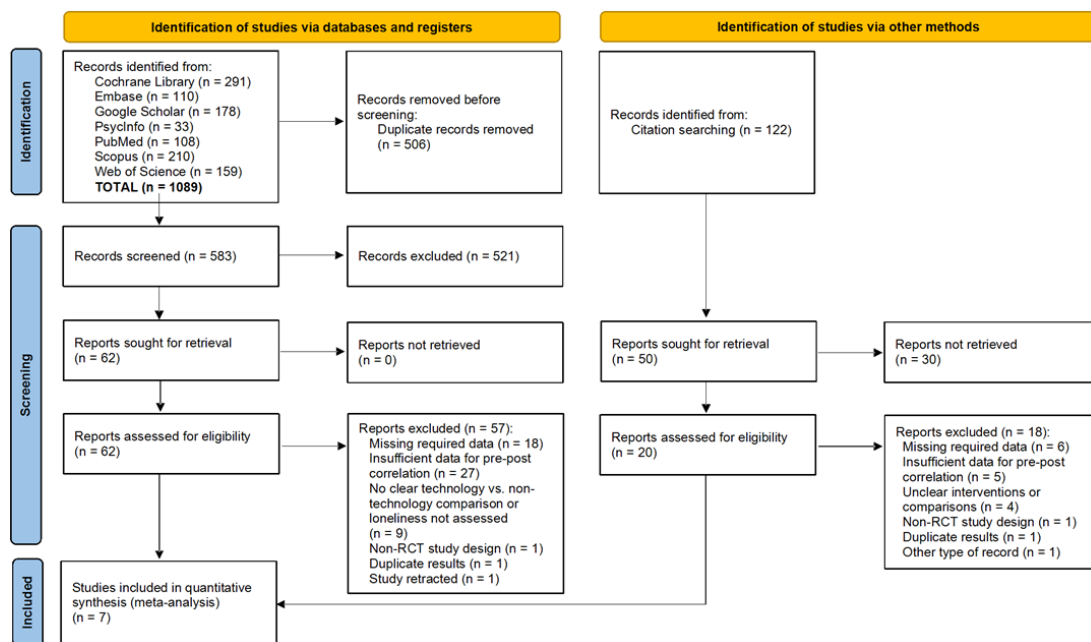 Identification of studies via databases and registers
Identification of studies via other methods
Identification
Records identified from:
Cochrane Library (n = 291)
Embase (n = 110)
Google Scholar (n = 178)
PsycInfo (n = 33)
PubMed (n = 108)
Scopus (n = 210)
Web of Science (n = 159)
TOTAL (n = 1089)
Records removed before
screening:
Duplicate records removed
(n = 506)
Records identified from:
Citation searching (n = 122)
Screening
Records screened (n = 583)
Records excluded (n = 521)
Reports sought for retrieval
(n = 62)
Reports not retrieved
(n = 0)
Reports sought for retrieval
(n = 50)
Reports not retrieved
(n = 30)
Reports assessed for eligibility
(n = 62)
Reports excluded (n = 57):
Missing required data (n = 18)
Insufficient data for pre-post
correlation (n = 27)
No clear technology vs. non-
technology comparison or
loneliness not assessed
(n = 9)
Non-RCT study design (n = 1)
Duplicate results (n = 1)
Study retracted (n = 1)
Reports assessed for eligibility
(n = 20)
Reports excluded (n = 18):
Missing required data (n = 6)
Insufficient data for pre-post
correlation (n = 5)
Unclear interventions or
comparisons (n = 4)
Non-RCT study design (n = 1)
Duplicate results (n = 1)
Other type of record (n = 1)
Included
Studies included in quantitative
synthesis (meta-analysis)
(n = 7)